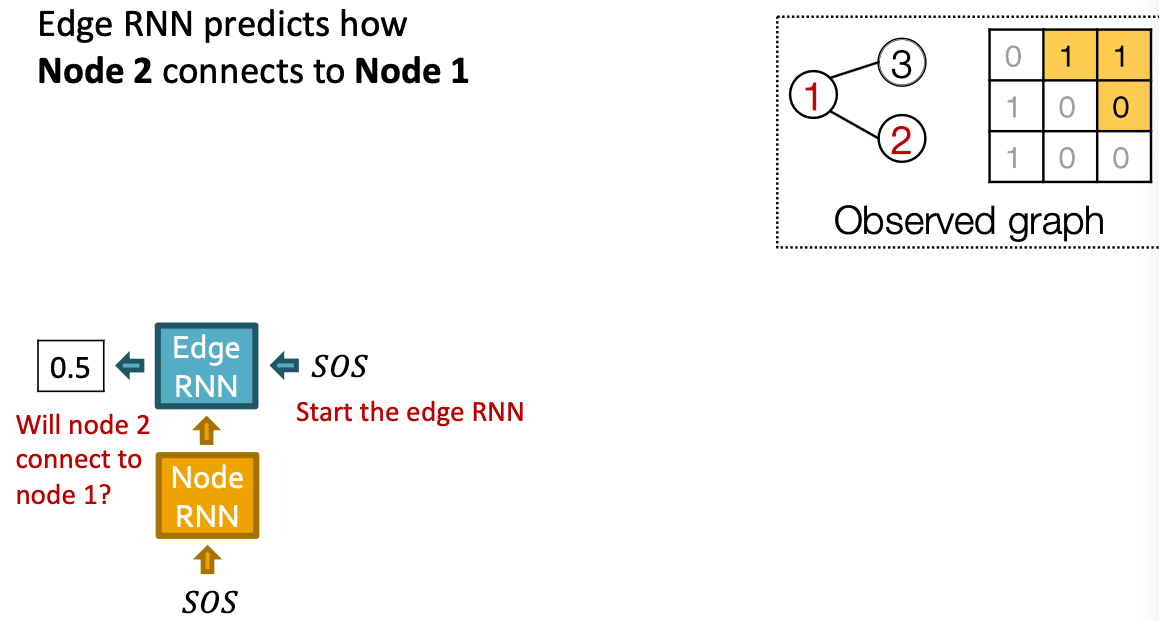 Edge RNN predicts how
Node 2 connects to Node 1
3
1
2
0 1 1
1 0 0
1 0 0
Observed graph
0.5
Edge
RNN
SOS
Will node 2
connect to
node 1?
Start the edge RNN
Node
RNN
SOS